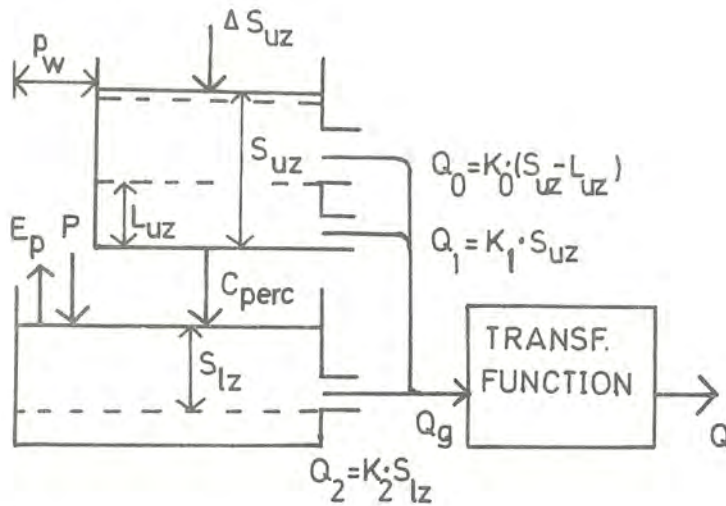 Δ S_uz
P_w
S_uz
Q_0=K_0·(S_uz-L_uz)
L_uz
E_p
P
Q_1=K_1·S_uz
C_perc
S_lz
TRANSF.
FUNCTION
Q_g
Q
Q_2=K_2·S_lz